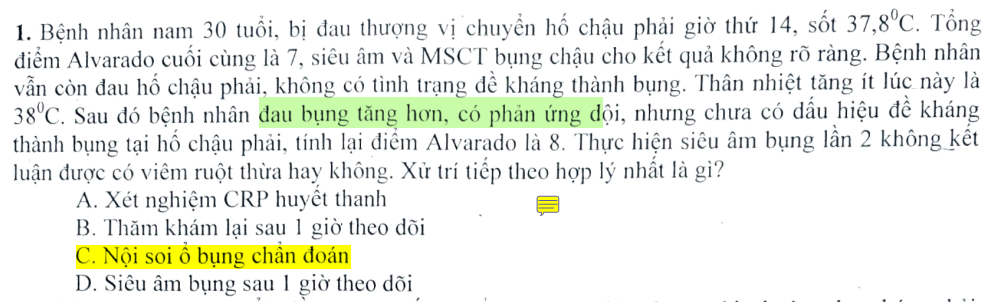 1. Bệnh nhân nam 30 tuổi, bị đau thượng vị chuyển hố chậu phải giờ thứ 14, sốt 37,8⁰C. Tổng
điểm Alvarado cuối cùng là 7, siêu âm và MSCT bụng chậu cho kết quả không rõ ràng. Bệnh nhân
vẫn còn đau hố chậu phải, không có tình trạng đề kháng thành bụng. Thân nhiệt tăng ít lúc này là
38⁰C. Sau đó bệnh nhân đau bụng tăng hơn, có phản ứng dội, nhưng chưa có dấu hiệu đề kháng
thành bụng tại hố chậu phải, tính lại điểm Alvarado là 8. Thực hiện siêu âm bụng lần 2 không kết
luận được có viêm ruột thừa hay không. Xử trí tiếp theo hợp lý nhất là gì?
A. Xét nghiệm CRP huyết thanh
B. Thăm khám lại sau 1 giờ theo dõi
C. Nội soi ổ bụng chẩn đoán
D. Siêu âm bụng sau 1 giờ theo dõi